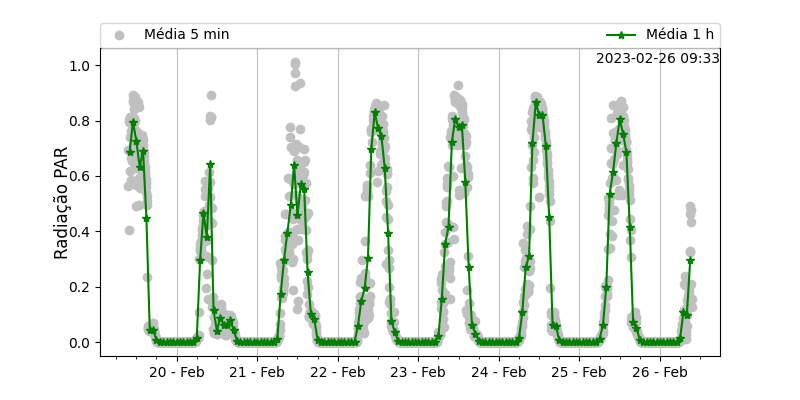 Média 5 min
Média 1 h
2023-02-26 09:33
Radiação PAR
1.0
0.8
0.6
0.4
0.2
0.0
20 - Feb
21 - Feb
22 - Feb
23 - Feb
24 - Feb
25 - Feb
26 - Feb